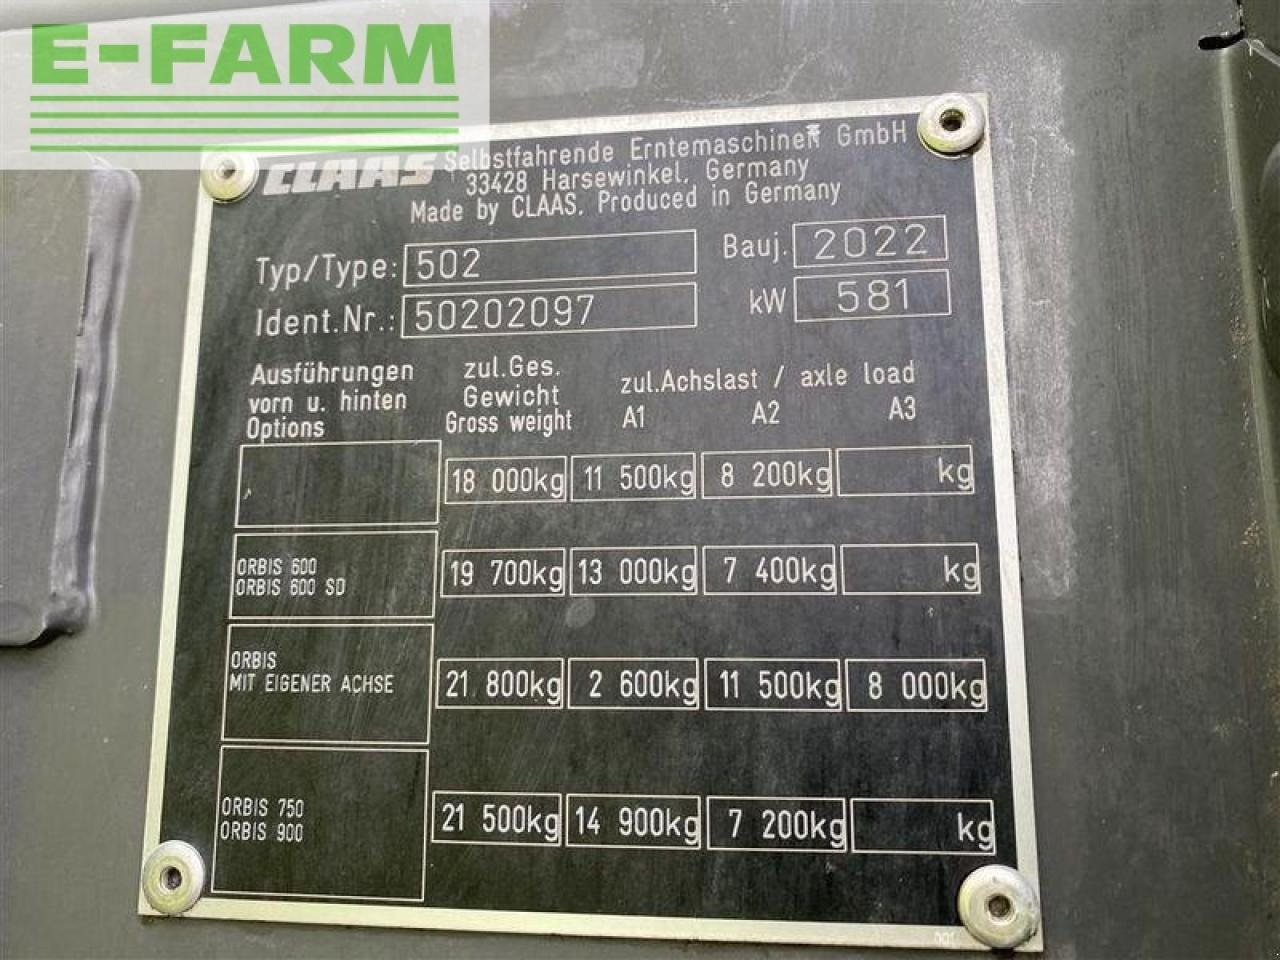 E-FARM
CLAAS Selbstfahrende Erntemaschinen GmbH
33428 Harsewinkel, Germany
Made by CLAAS. Produced in Germany
Typ/Type: 502 Bauj. 2022
Ident.Nr.: 50202097 kW 581
Ausführungen zul.Ges. zul.Achslast / axle load
vorn u. hinten Gewicht
Options Gross weight A1 A2 A3
18 000kg 11 500kg 8 200kg kg
ORBIS 600
ORBIS 600 SD
19 700kg 13 000kg 7 400kg kg
ORBIS
MIT EIGENER ACHSE
21 800kg 2 600kg 11 500kg 8 000kg
ORBIS 750
ORBIS 900
21 500kg 14 900kg 7 200kg kg
001